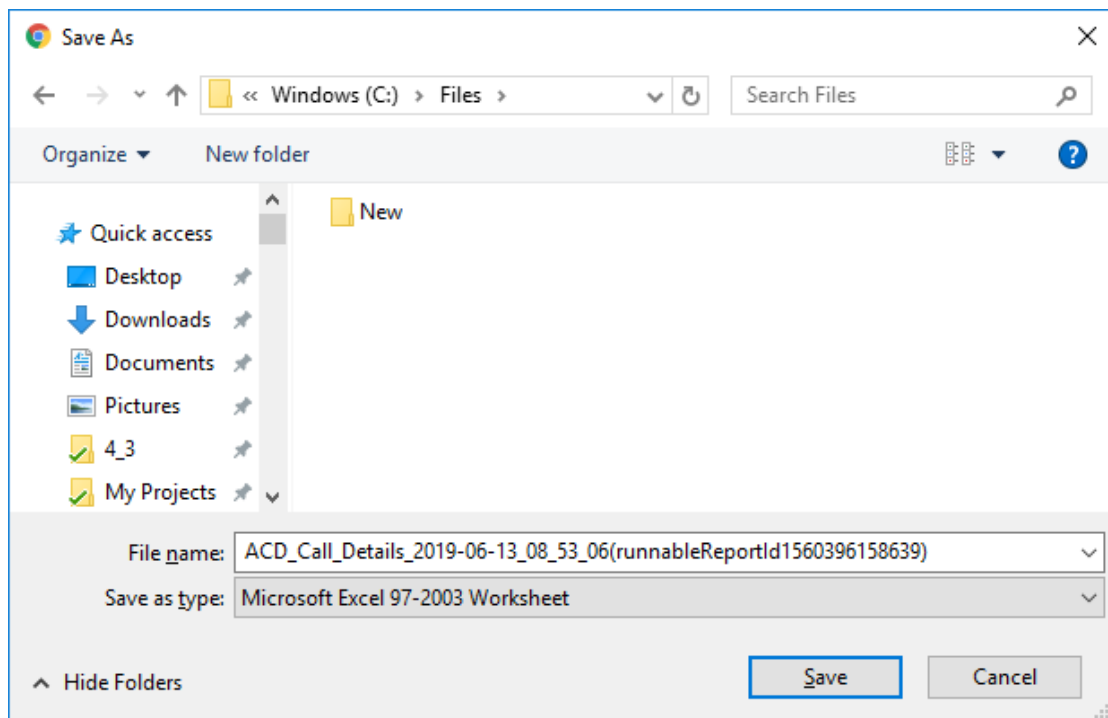 Save As
« Windows (C:) > Files >
Search Files
Organize
New folder
?
Quick access
New
Desktop
Downloads
Documents
Pictures
4_3
My Projects
File name: ACD_Call_Details_2019-06-13_08_53_06(runnableReportId1560396158639)
Save as type: Microsoft Excel 97-2003 Worksheet
Hide Folders
Save
Cancel